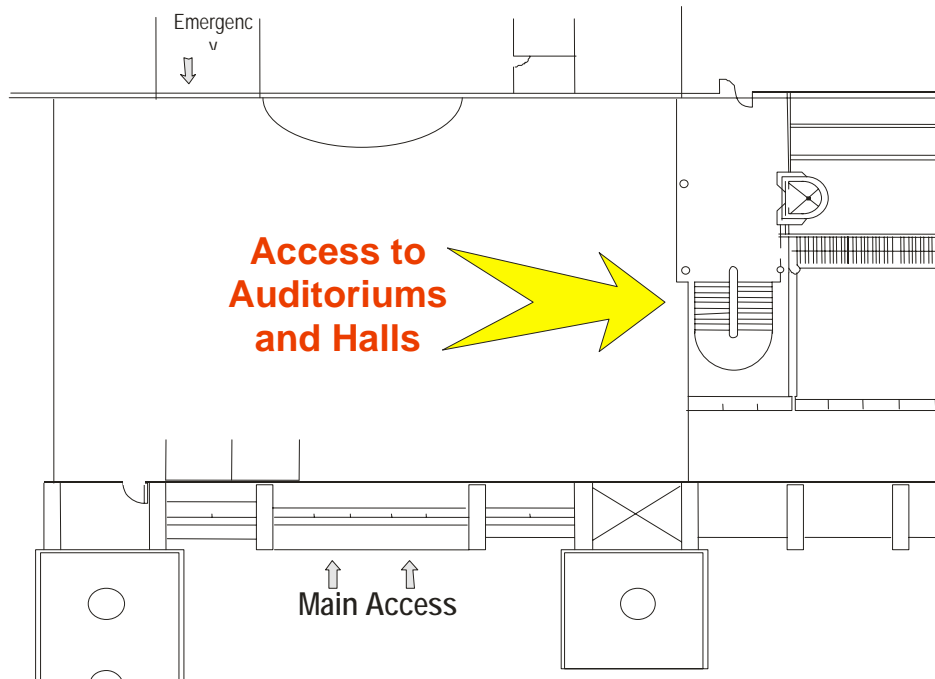 Emergenc
y
Access to
Auditoriums
and Halls
Main Access